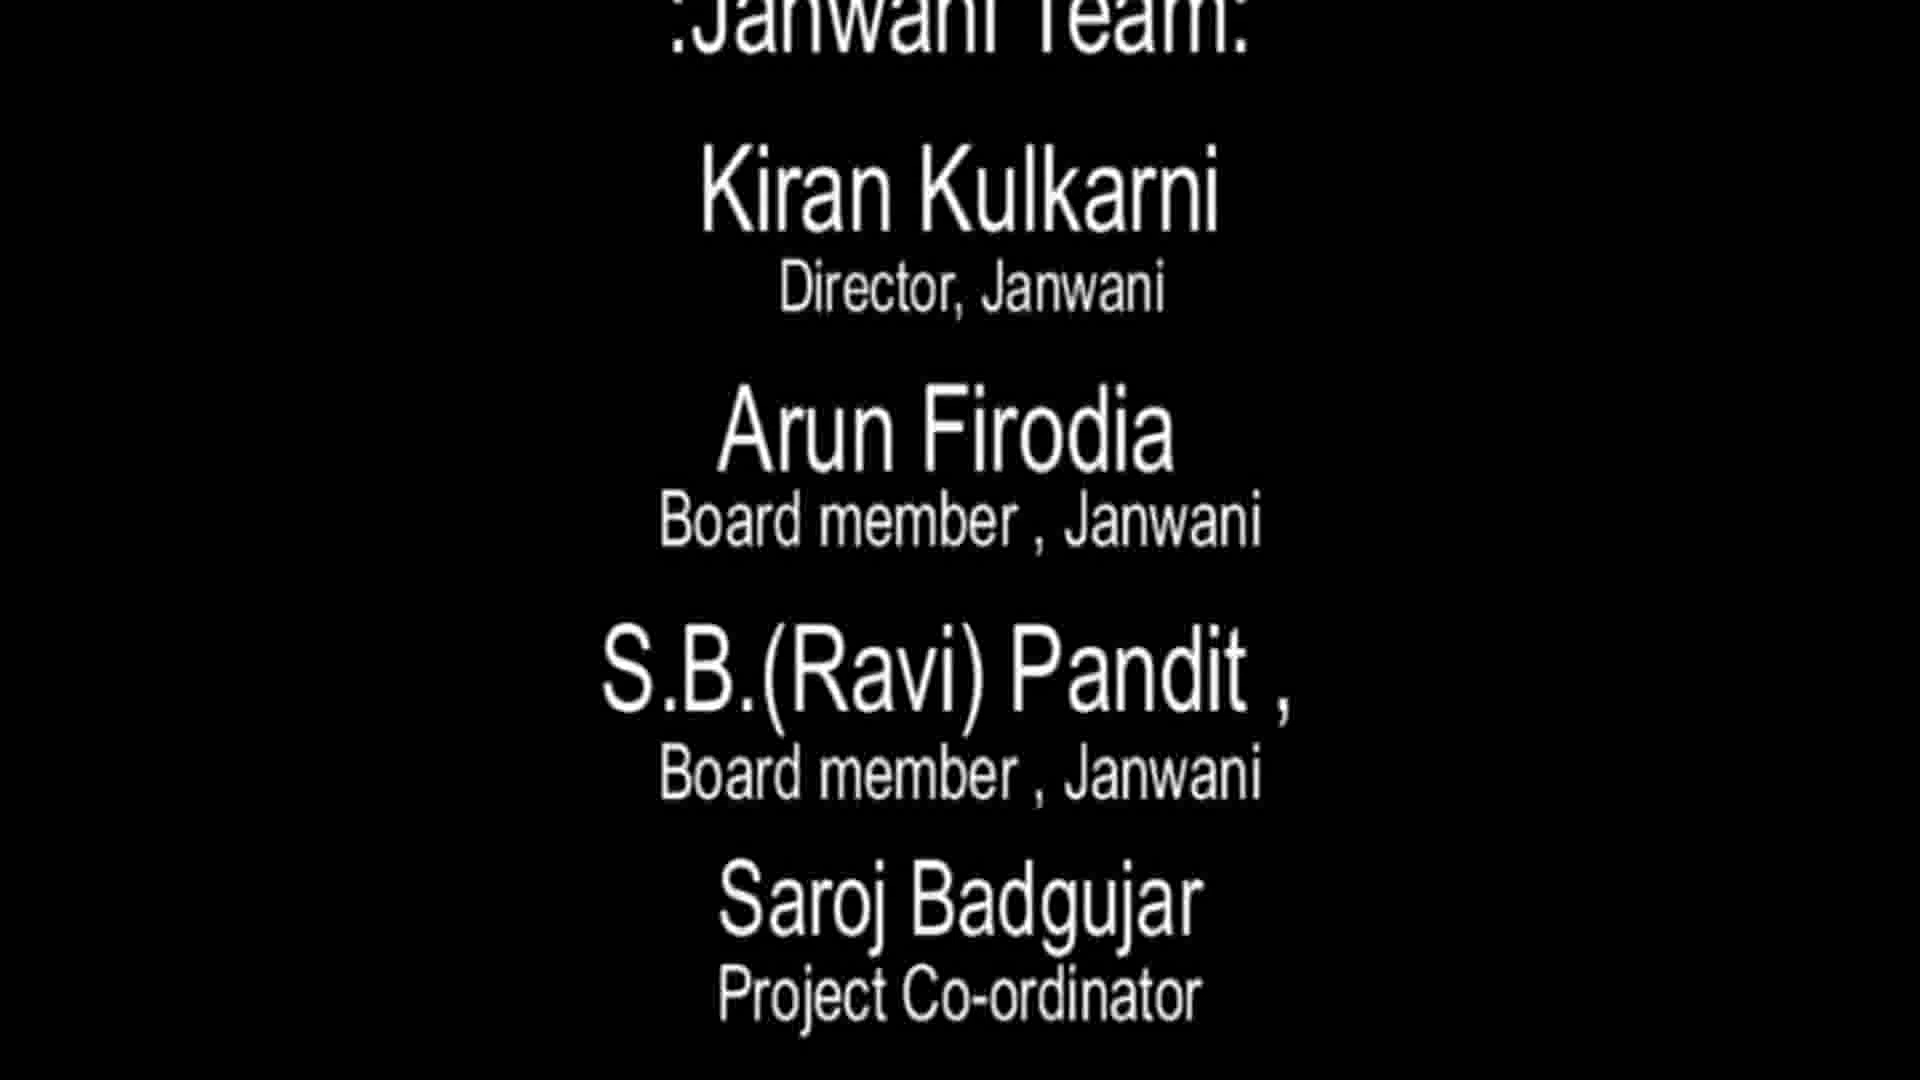 :Janwani Team:
Kiran Kulkarni
Director, Janwani
Arun Firodia
Board member , Janwani
S.B.(Ravi) Pandit ,
Board member , Janwani
Saroj Badgujar
Project Co-ordinator